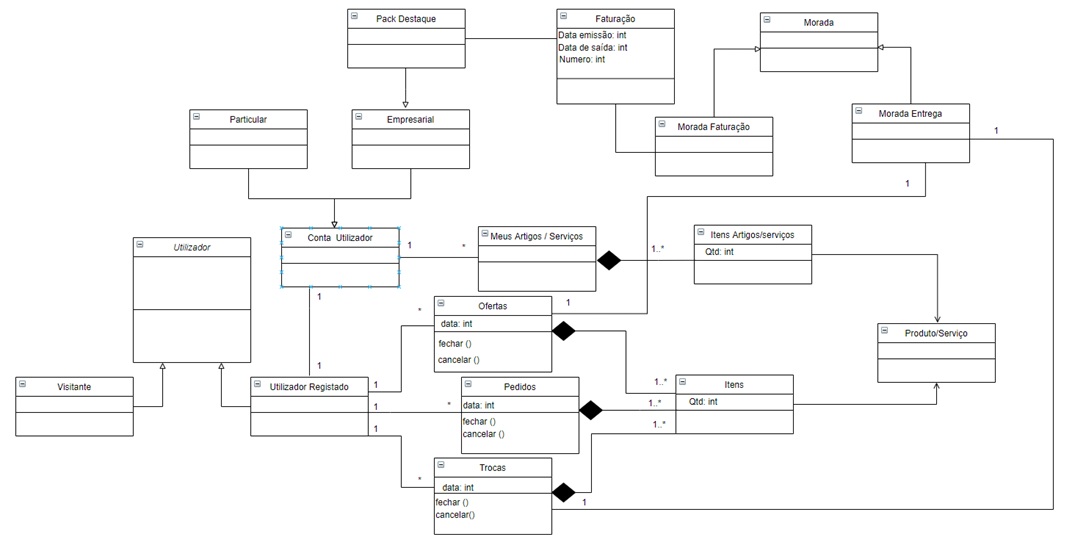 Pack Destaque
Faturação
Data emissão: int
Data de saída: int
Numero: int
Morada
Particular
Empresarial
Morada Faturação
Morada Entrega
1
1
Utilizador
Conta Utilizador
1
*
Meus Artigos / Serviços
1..*
Itens Artigos/serviços
Qtd: int
1
1
*
Ofertas
data: int
fechar ()
cancelar ()
1
Produto/Serviço
Visitante
Utilizador Registado
1
1
1
*
Pedidos
data: int
fechar ()
cancelar ()
1..*
1..*
1..*
Itens
Qtd: int
*
Trocas
data: int
fechar ()
cancelar()
1